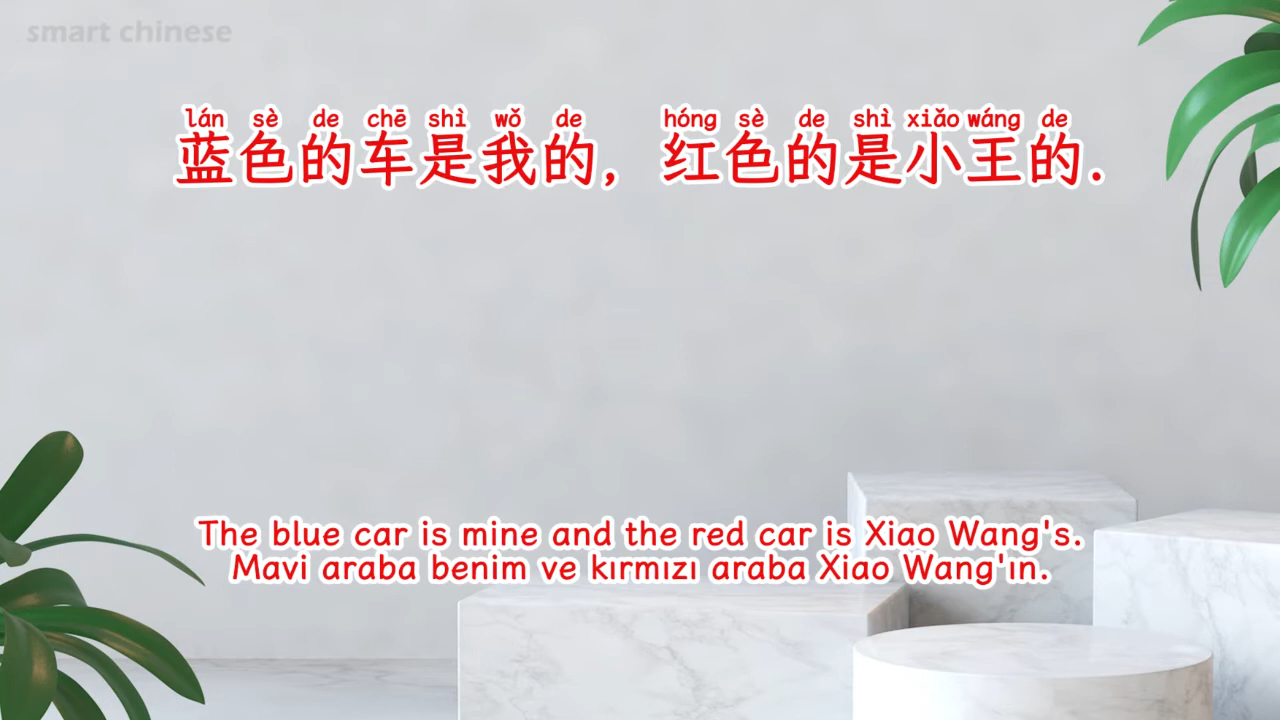 smart chinese
lán sè de chē shì wǒ de hóng sè de shì xiǎo wáng de
蓝色的车是我的, 红色的是小王的.
The blue car is mine and the red car is Xiao Wang's.
Mavi araba benim ve kırmızı araba Xiao Wang'ın.